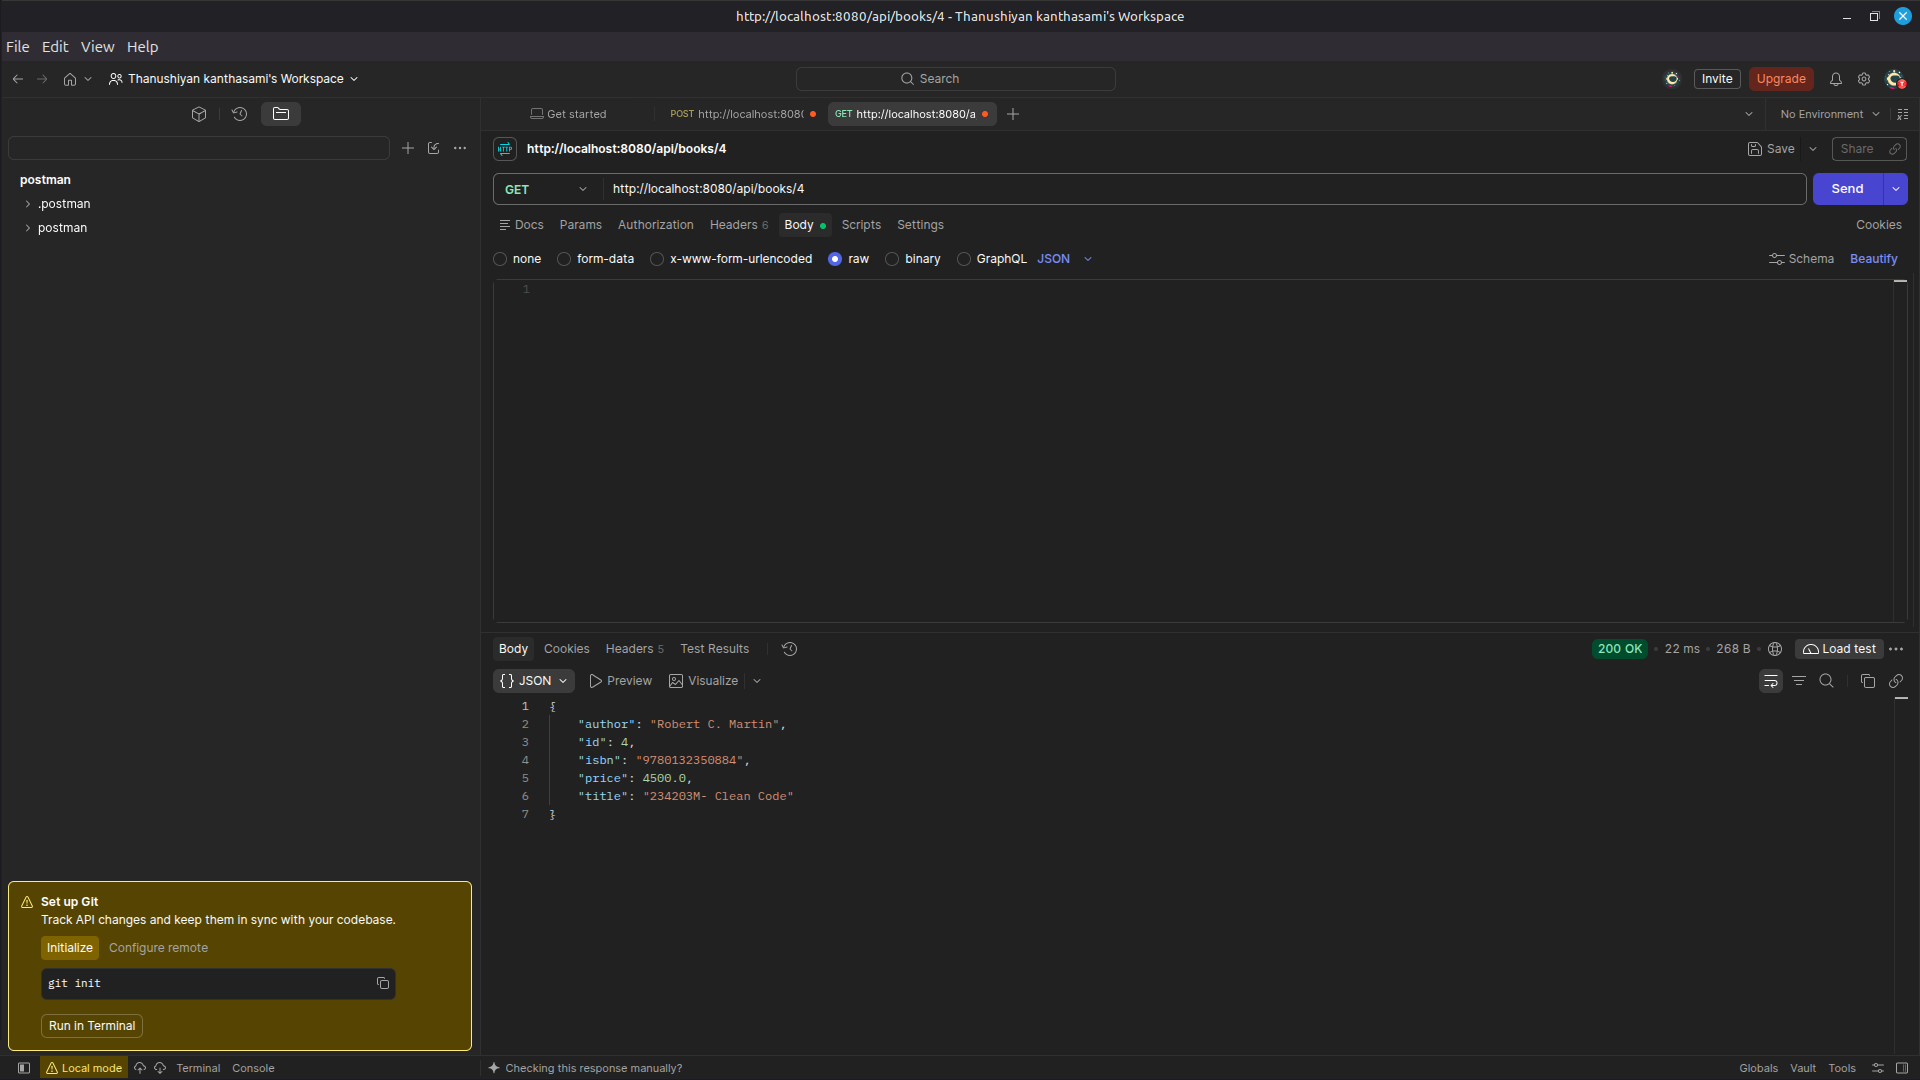 http://localhost:8080/api/books/4 - Thanushiyan kanthasami's Workspace
File Edit View Help
Thanushiyan kanthasami's Workspace
Search
Invite
Upgrade
Get started
POST http://localhost:808
GET http://localhost:8080/a
No Environment
HTTP http://localhost:8080/api/books/4
Save
Share
postman
.postman
postman
GET http://localhost:8080/api/books/4
Send
Docs Params Authorization Headers 6 Body Scripts Settings
Cookies
none form-data x-www-form-urlencoded raw binary GraphQL JSON
Schema Beautify
1
Body Cookies Headers 5 Test Results
200 OK 22 ms 268 B
Load test
{} JSON Preview Visualize
1 {
2 "author": "Robert C. Martin",
3 "id": 4,
4 "isbn": "9780132350884",
5 "price": 4500.0,
6 "title": "234203M- Clean Code"
7 }
Set up Git
Track API changes and keep them in sync with your codebase.
Initialize Configure remote
git init
Run in Terminal
Local mode
Terminal Console
Checking this response manually?
Globals Vault Tools